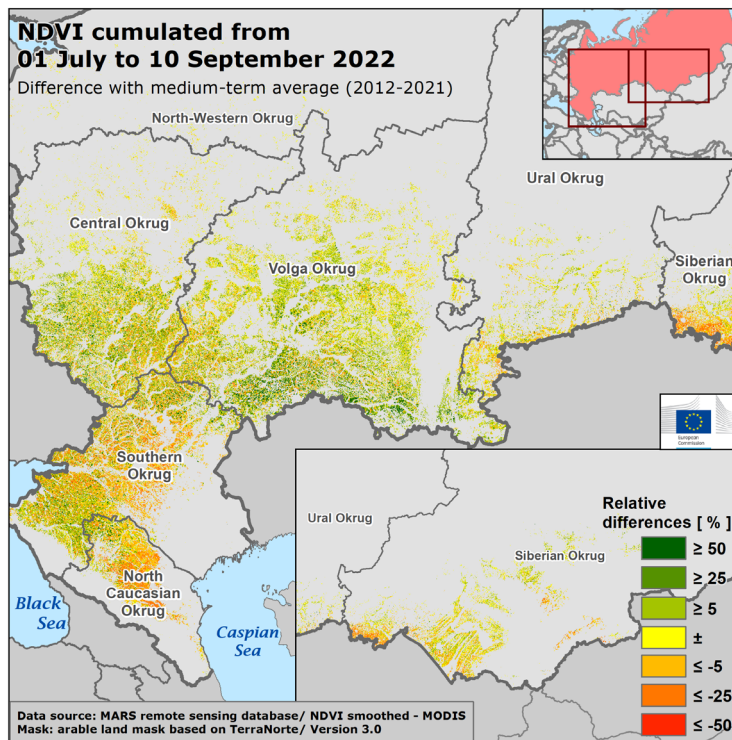 NDVI cumulated from
01 July to 10 September 2022
Difference with medium-term average (2012-2021)
North-Western Okrug
Ural Okrug
Central Okrug
Volga Okrug
Siberian
Okrug
European
Commission
Southern
Okrug
North
Caucasian
Okrug
Black
Sea
Caspian
Sea
Ural Okrug
Siberian Okrug
Relative
differences [ % ]
≥ 50
≥ 25
≥ 5
±
≤ -5
≤ -25
≤ -50
Data source: MARS remote sensing database/ NDVI smoothed - MODIS
Mask: arable land mask based on TerraNorte/ Version 3.0